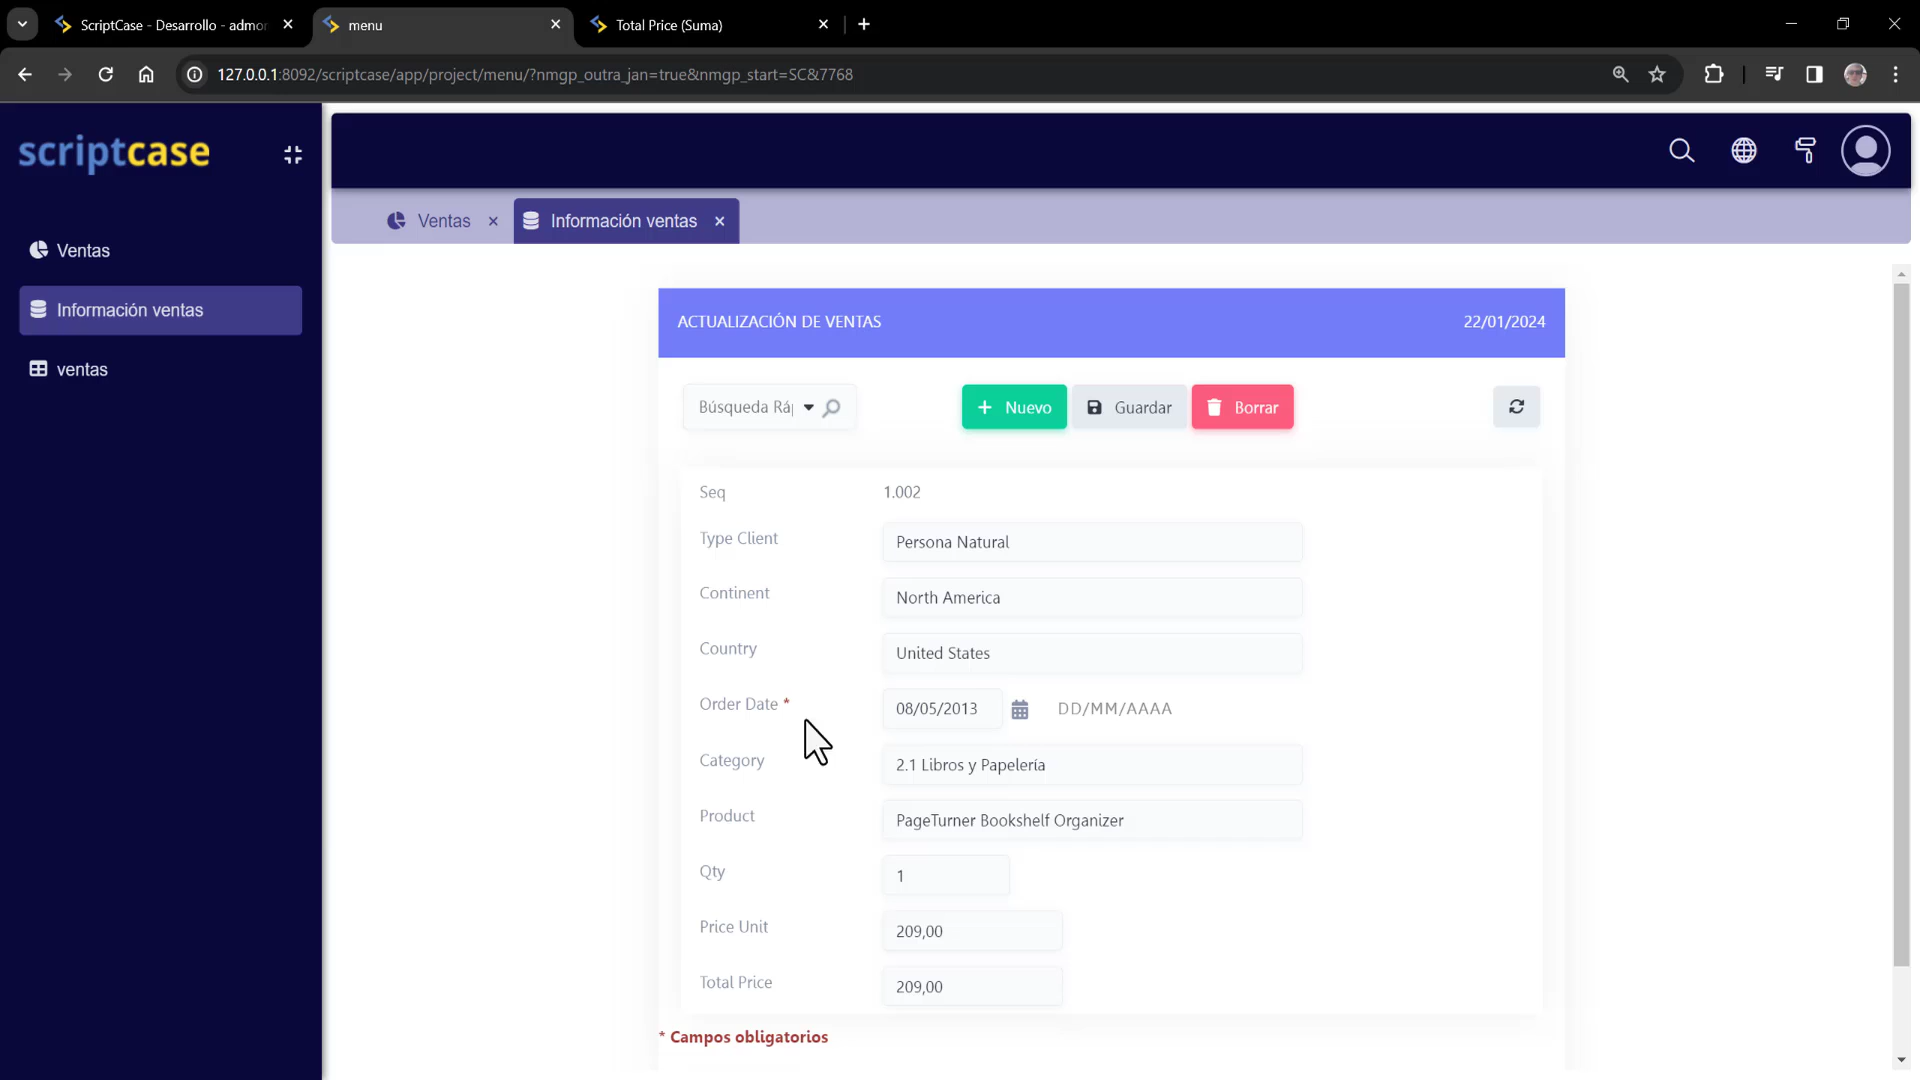 ScriptCase - Desarrollo - admor
menu
Total Price (Suma)
127.0.0.1:8092/scriptcase/app/project/menu/?nmgp_outra_jan=true&nmgp_start=SC&7768
scriptcase
Ventas
Información ventas
ventas
Ventas
Información ventas
ACTUALIZACIÓN DE VENTAS
22/01/2024
Búsqueda Ráp
Nuevo
Guardar
Borrar
Seq
1.002
Type Client
Persona Natural
Continent
North America
Country
United States
Order Date *
08/05/2013
DD/MM/AAAA
Category
2.1 Libros y Papelería
Product
PageTurner Bookshelf Organizer
Qty
1
Price Unit
209,00
Total Price
209,00
* Campos obligatorios